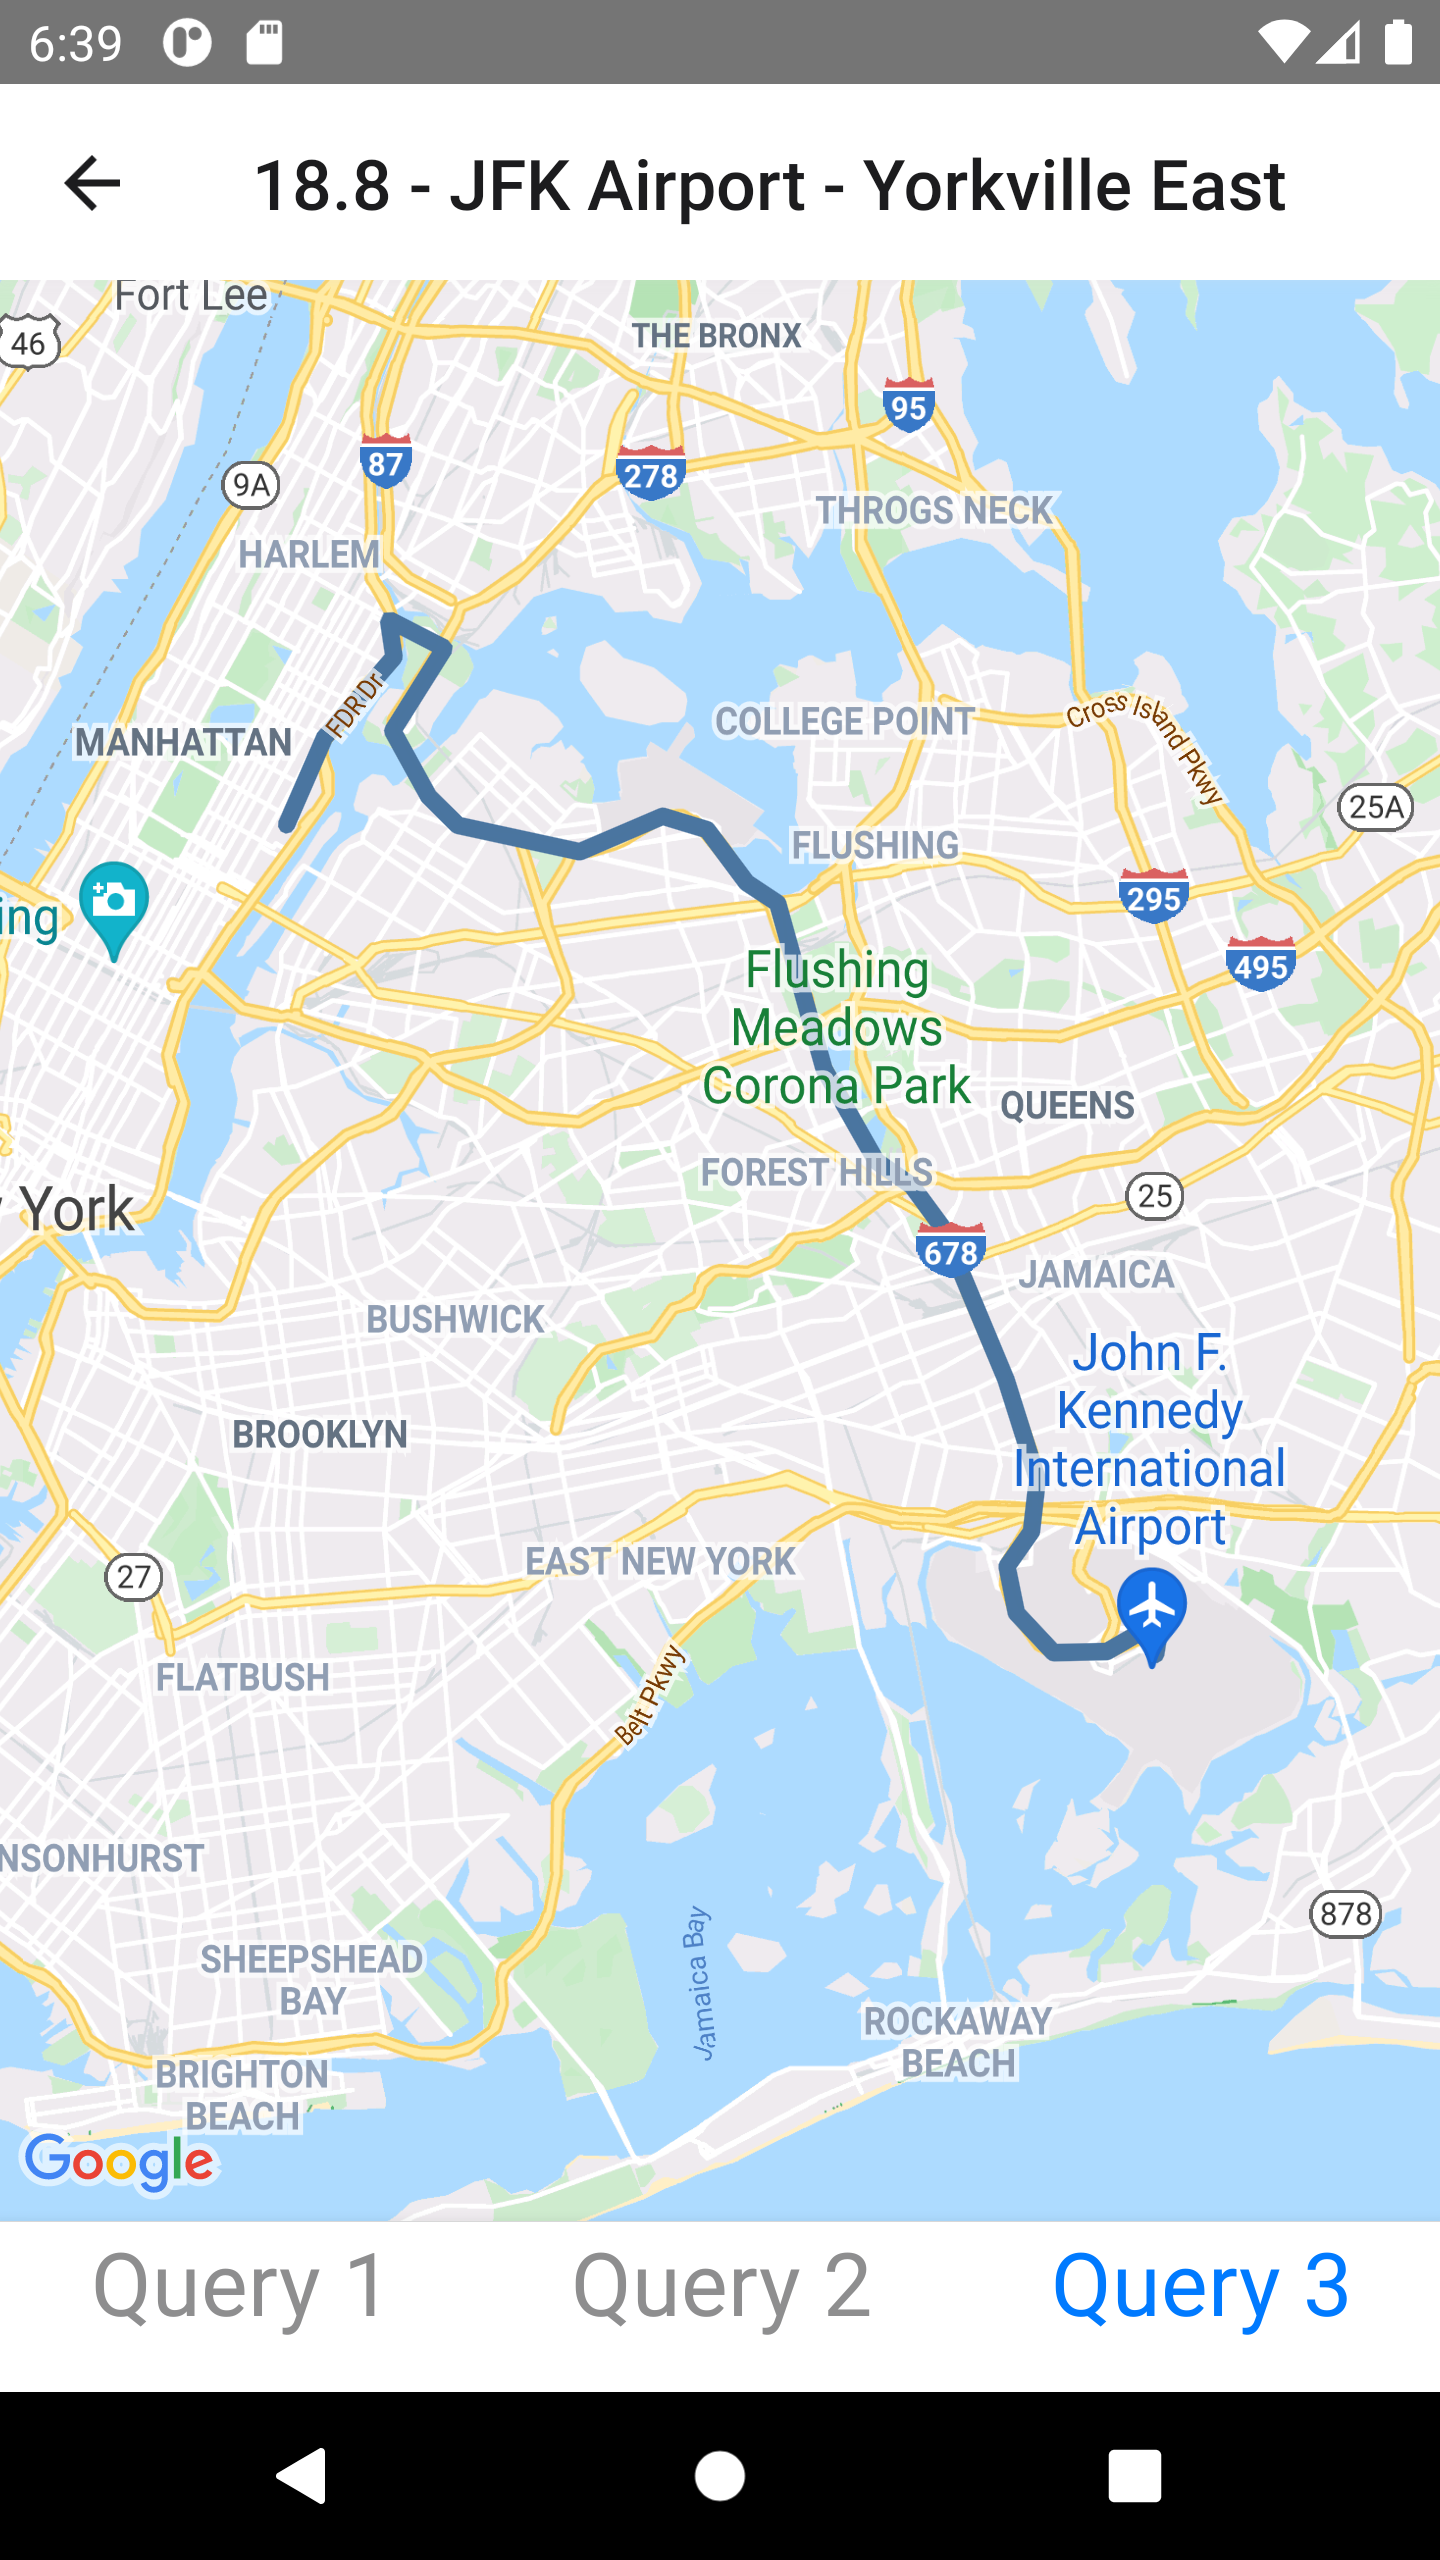 6:39
18.8 - JFK Airport - Yorkville East
Fort Lee
46
THE BRONX
95
87
278
9A
THROGS NECK
HARLEM
FDR Dr
Cross Island Pkwy
COLLEGE POINT
MANHATTAN
25A
FLUSHING
295
ing
495
Flushing
Meadows
Corona Park
QUEENS
FOREST HILLS
25
York
678
JAMAICA
BUSHWICK
John F.
Kennedy
International
Airport
BROOKLYN
EAST NEW YORK
27
FLATBUSH
Belt Pkwy
NSONHURST
878
Jamaica Bay
SHEEPSHEAD
BAY
ROCKAWAY
BEACH
BRIGHTON
BEACH
Google
Query 1 Query 2 Query 3